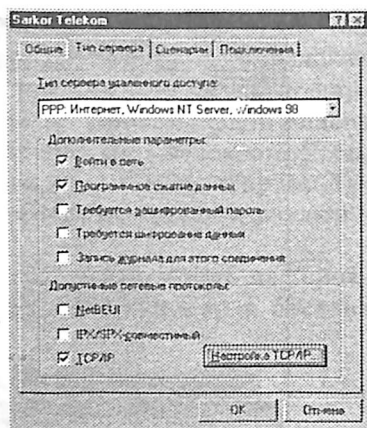 Sarkor Telekom
Общие Тип сервера Сценарии Подключения
Тип сервера удаленного доступа:
PPP: Интернет, Windows NT Server, Windows 98
Дополнительные параметры:
Войти в сеть
Программное сжатие данных
Требуется зашифрованный пароль
Требуется шифрование данных
Запись журнала для этого соединения
Допустимые сетевые протоколы:
NetBEUI
IPX/SPX-совместимый
TCP/IP
Настройка TCP/IP...
OK Отмена